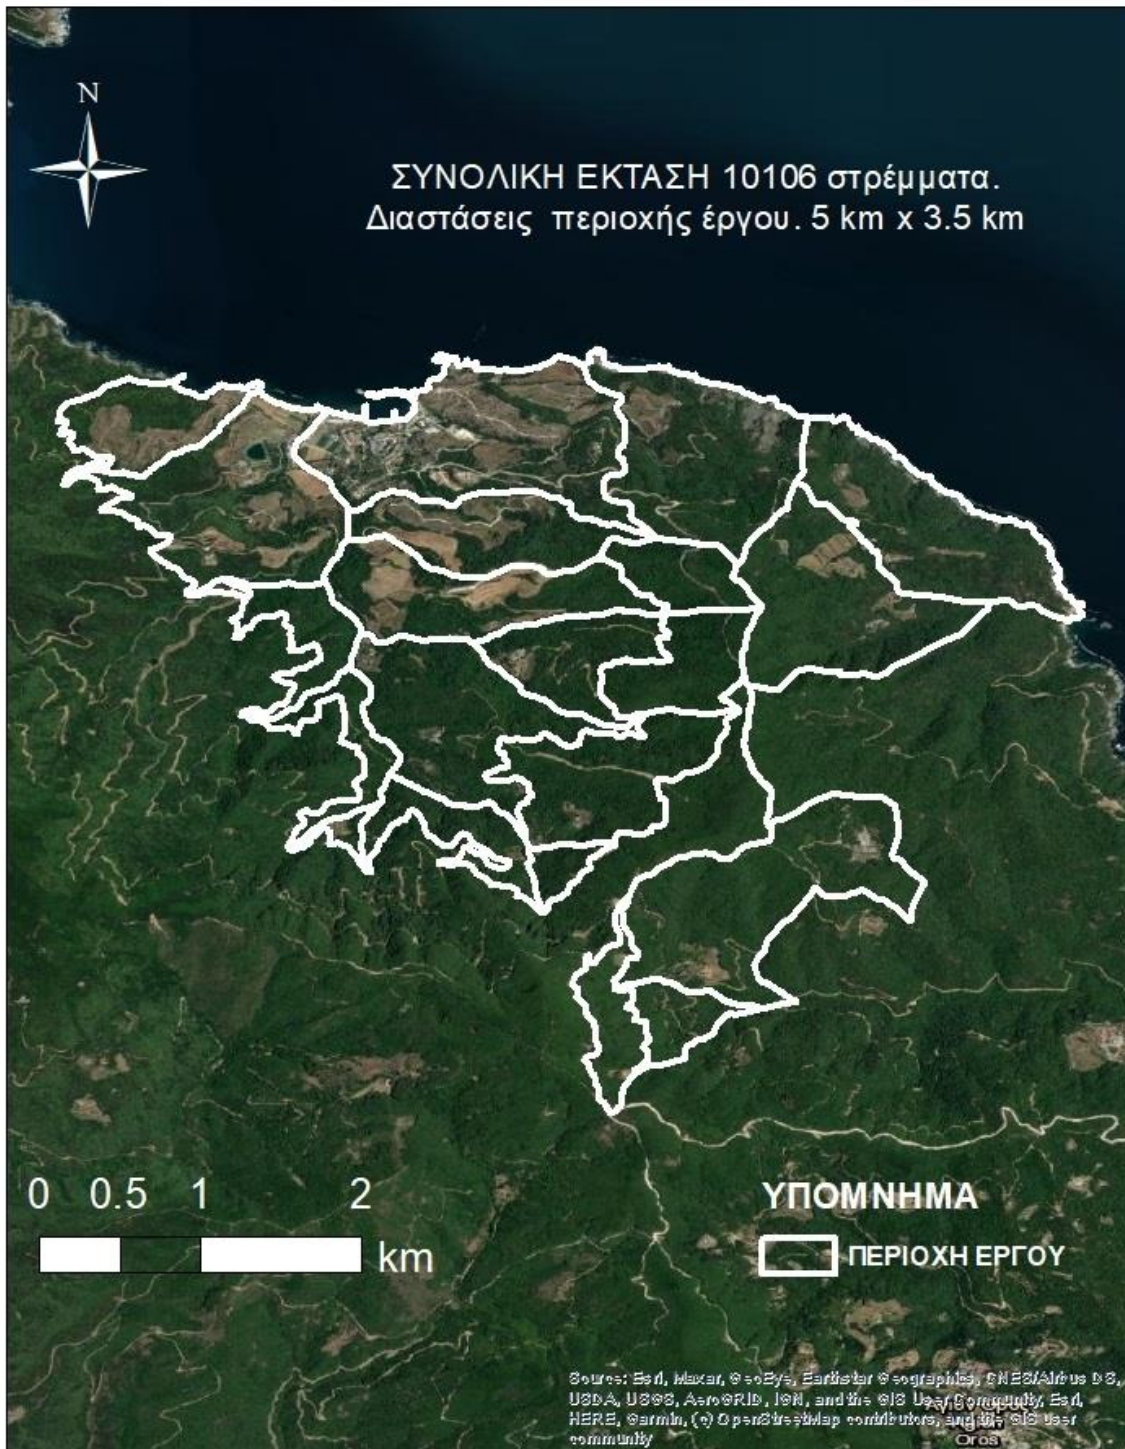 N
ΣΥΝΟΛΙΚΗ ΕΚΤΑΣΗ 10106 στρέμματα.
Διαστάσεις περιοχής έργου. 5 km x 3.5 km
0 0.5 1 2
km
ΥΠΟΜΝΗΜΑ
ΠΕΡΙΟΧΗ ΕΡΓΟΥ
Source: Esri, Maxar, GeoEye, Earthstar Geographics, CNES/Airbus DS,
USDA, USGS, AeroGRID, IGN, and the GIS User Community, Esri,
HERE, Garmin, (c) OpenStreetMap contributors, and the GIS user
community
Oros